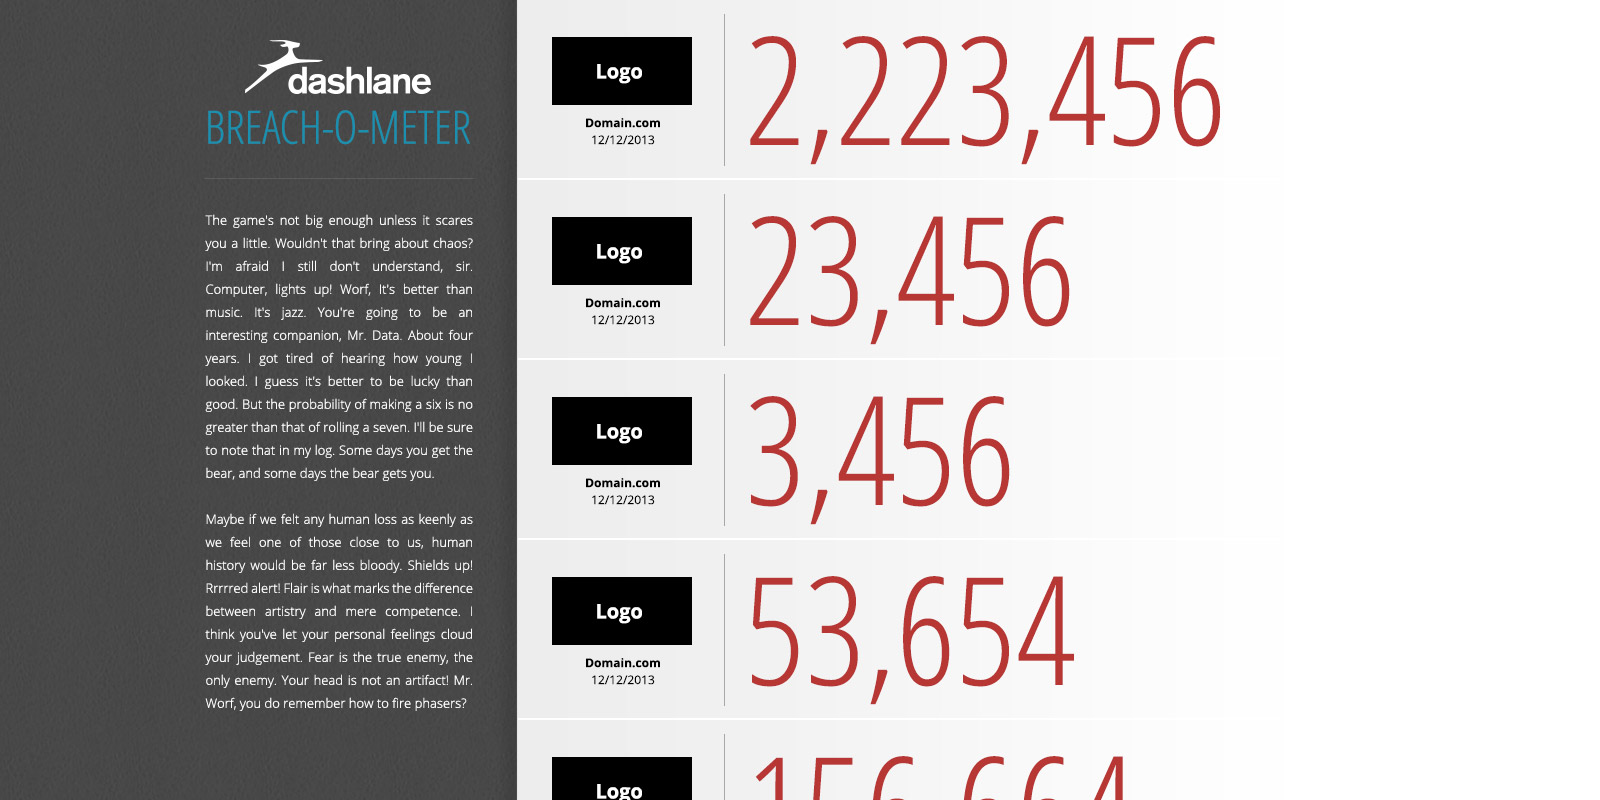 dashlane
BREACH-O-METER
The game's not big enough unless it scares
you a little. Wouldn't that bring about chaos?
I'm afraid I still don't understand, sir.
Computer, lights up! Worf, It's better than
music. It's jazz. You're going to be an
interesting companion, Mr. Data. About four
years. I got tired of hearing how young I
looked. I guess it's better to be lucky than
good. But the probability of making a six is no
greater than that of rolling a seven. I'll be sure
to note that in my log. Some days you get the
bear, and some days the bear gets you.
Maybe if we felt any human loss as keenly as
we feel one of those close to us, human
history would be far less bloody. Shields up!
Rrrrred alert! Flair is what marks the difference
between artistry and mere competence. I
think you've let your personal feelings cloud
your judgement. Fear is the true enemy, the
only enemy. Your head is not an artifact! Mr.
Worf, you do remember how to fire phasers?
Logo
Domain.com
12/12/2013
2,223,456
Logo
Domain.com
12/12/2013
23,456
Logo
Domain.com
12/12/2013
3,456
Logo
Domain.com
12/12/2013
53,654
Logo
156,664